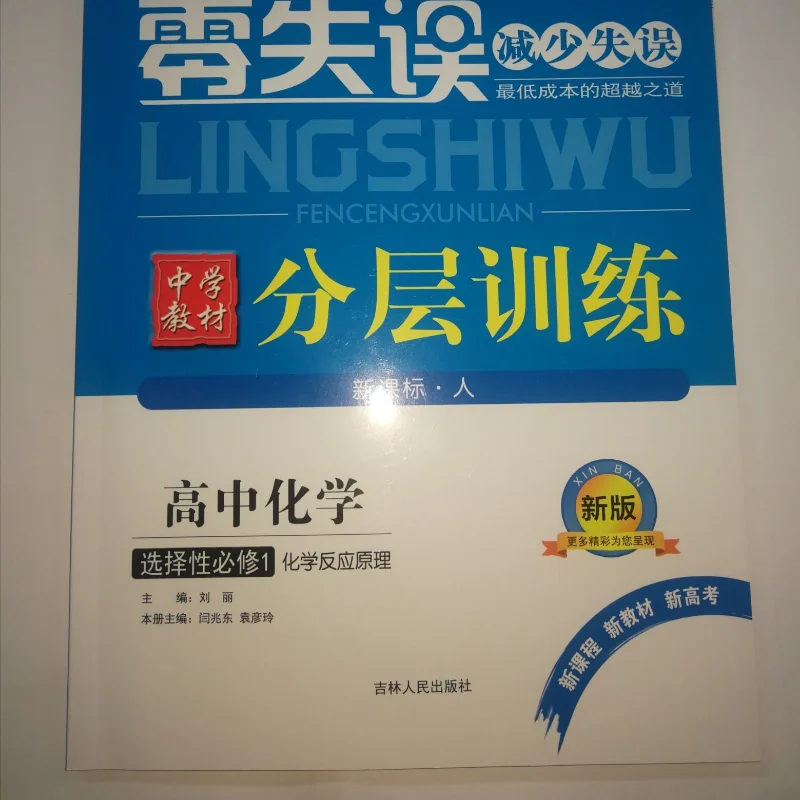 零失误
减少失误
最低成本的超越之道
LINGSHIWU
FENCENGXUNLIAN
中学
教材
分层训练
新课标·人
高中化学
选择性必修1 化学反应原理
主 编:刘 丽
本册主编:闫兆东 袁彦玲
吉林人民出版社
XIN BAN
新版
更多精彩为您呈现
新课程 新教材 新高考